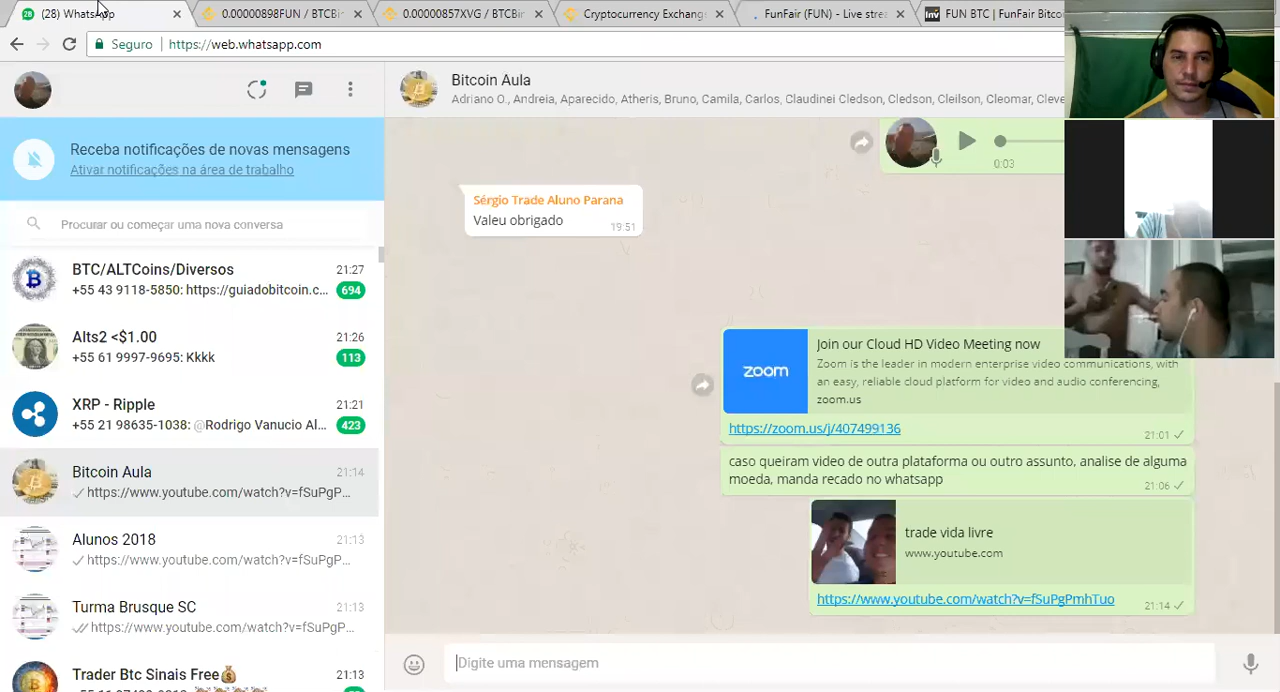 (28) WhatsApp
0.00000898FUN / BTCBin
0.00000857XVG / BTCBin
Cryptocurrency Exchang
FunFair (FUN) - Live strea
Inv
FUN BTC | FunFair Bitco
Seguro
https://web.whatsapp.com
Bitcoin Aula
Adriano O., Andreia, Aparecido, Atheris, Bruno, Camila, Carlos, Claudinei Cledson, Cledson, Cleilson, Cleomar, Cleve
Receba notificações de novas mensagens
Ativar notificações na área de trabalho
0:03
Sérgio Trade Aluno Parana
Valeu obrigado
19:51
Procurar ou começar uma nova conversa
BTC/ALTCoins/Diversos
21:27
+55 43 9118-5850: https://guiadobitcoin.c...
694
Alts2 <$1.00
21:26
+55 61 9997-9695: Kkkk
113
XRP - Ripple
21:21
+55 21 98635-1038: @Rodrigo Vanucio Al...
423
Bitcoin Aula
21:14
https://www.youtube.com/watch?v=fSuPgP...
Alunos 2018
21:13
https://www.youtube.com/watch?v=fSuPgP...
Turma Brusque SC
21:13
https://www.youtube.com/watch?v=fSuPgP...
Trader Btc Sinais Free
21:13
zoom
Join our Cloud HD Video Meeting now
Zoom is the leader in modern enterprise video communications, with
an easy, reliable cloud platform for video and audio conferencing,
zoom.us
https://zoom.us/j/407499136
21:01
caso queiram video de outra plataforma ou outro assunto, analise de alguma
moeda, manda recado no whatsapp
21:06
trade vida livre
www.youtube.com
https://www.youtube.com/watch?v=fSuPgPmhTuo
21:14
Digite uma mensagem